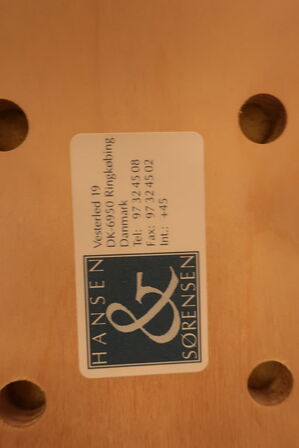 HANSEN
&
SØRENSEN
Vesterled 19
DK-6950 Ringkøbing
Danmark
Tel: 97 32 45 08
Fax: 97 32 45 02
Int.: +45